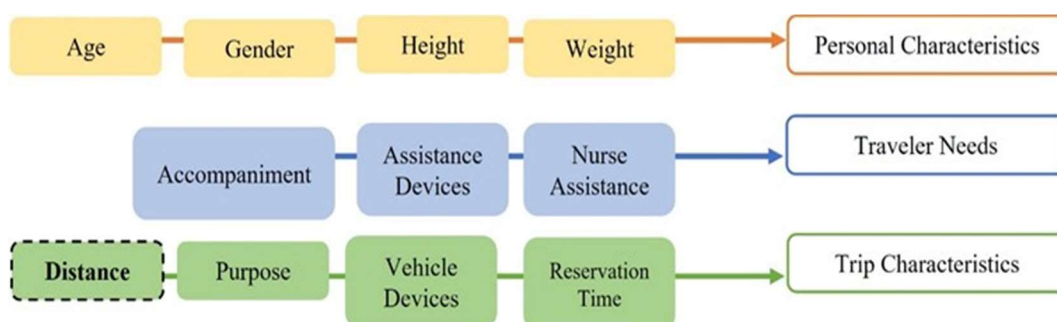 Age
Gender
Height
Weight
Personal Characteristics
Accompaniment
Assistance
Devices
Nurse
Assistance
Traveler Needs
Distance
Purpose
Vehicle
Devices
Reservation
Time
Trip Characteristics